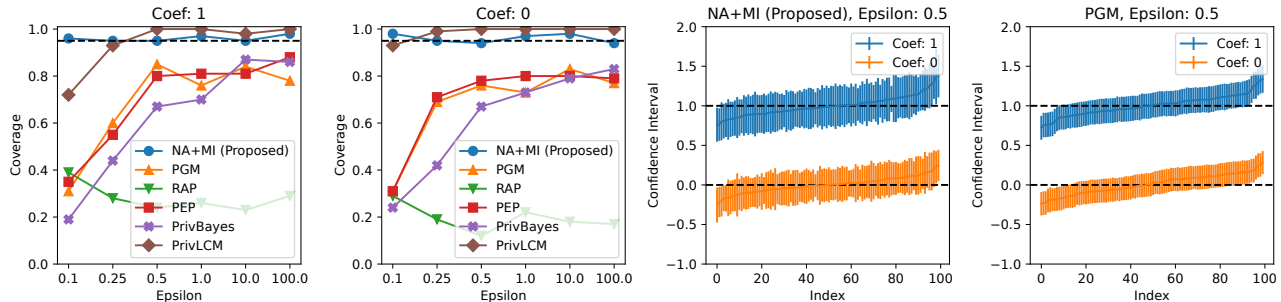 Coef: 1
Coverage
1.0
0.8
0.6
0.4
0.2
0.0
NA+MI (Proposed)
PGM
RAP
PEP
PrivBayes
PrivLCM
0.1
0.25
0.5
1.0
10.0
100.0
Epsilon
Coef: 0
Coverage
1.0
0.8
0.6
0.4
0.2
0.0
NA+MI (Proposed)
PGM
RAP
PEP
PrivBayes
PrivLCM
0.1
0.25
0.5
1.0
10.0
100.0
Epsilon
NA+MI (Proposed), Epsilon: 0.5
Confidence Interval
2.0
1.5
1.0
0.5
0.0
−0.5
−1.0
Coef: 1
Coef: 0
0
20
40
60
80
100
Index
PGM, Epsilon: 0.5
Confidence Interval
2.0
1.5
1.0
0.5
0.0
−0.5
−1.0
Coef: 1
Coef: 0
0
20
40
60
80
100
Index